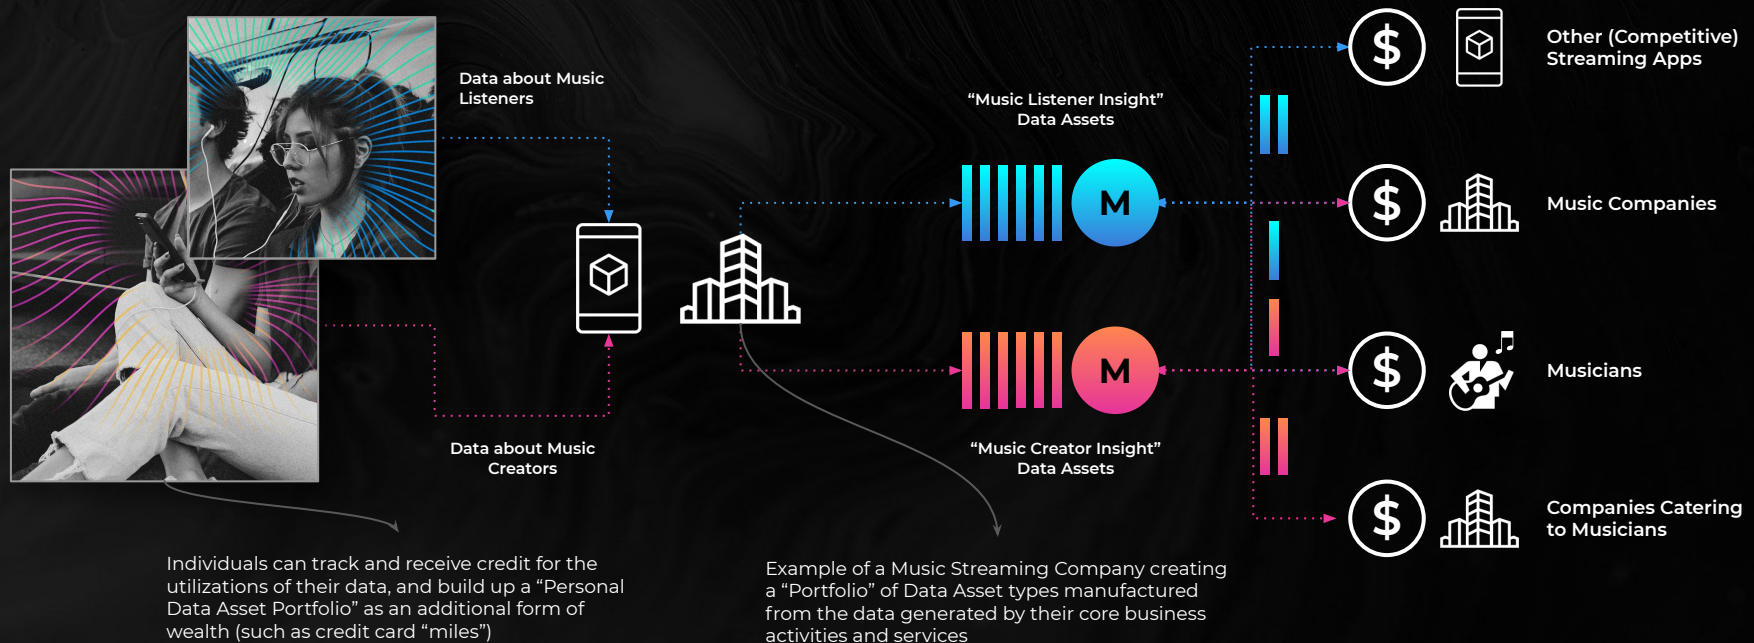 Data about Music
Listeners
Data about Music
Creators
Individuals can track and receive credit for the
utilizations of their data, and build up a “Personal
Data Asset Portfolio” as an additional form of
wealth (such as credit card “miles”)
“Music Listener Insight”
Data Assets
M
M
“Music Creator Insight”
Data Assets
Example of a Music Streaming Company creating
a “Portfolio” of Data Asset types manufactured
from the data generated by their core business
activities and services
$
Other (Competitive)
Streaming Apps
$
Music Companies
$
Musicians
$
Companies Catering
to Musicians